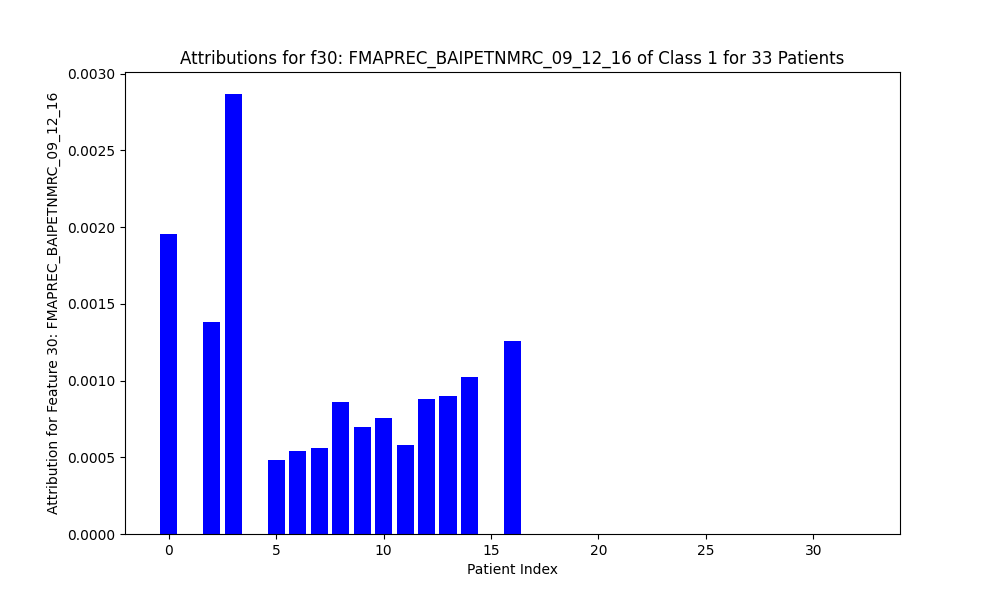 Attributions for f30: FMAPREC_BAIPETNMRC_09_12_16 of Class 1 for 33 Patients
Attribution for Feature 30: FMAPREC_BAIPETNMRC_09_12_16
0.0030
0.0025
0.0020
0.0015
0.0010
0.0005
0.0000
0 5 10 15 20 25 30
Patient Index